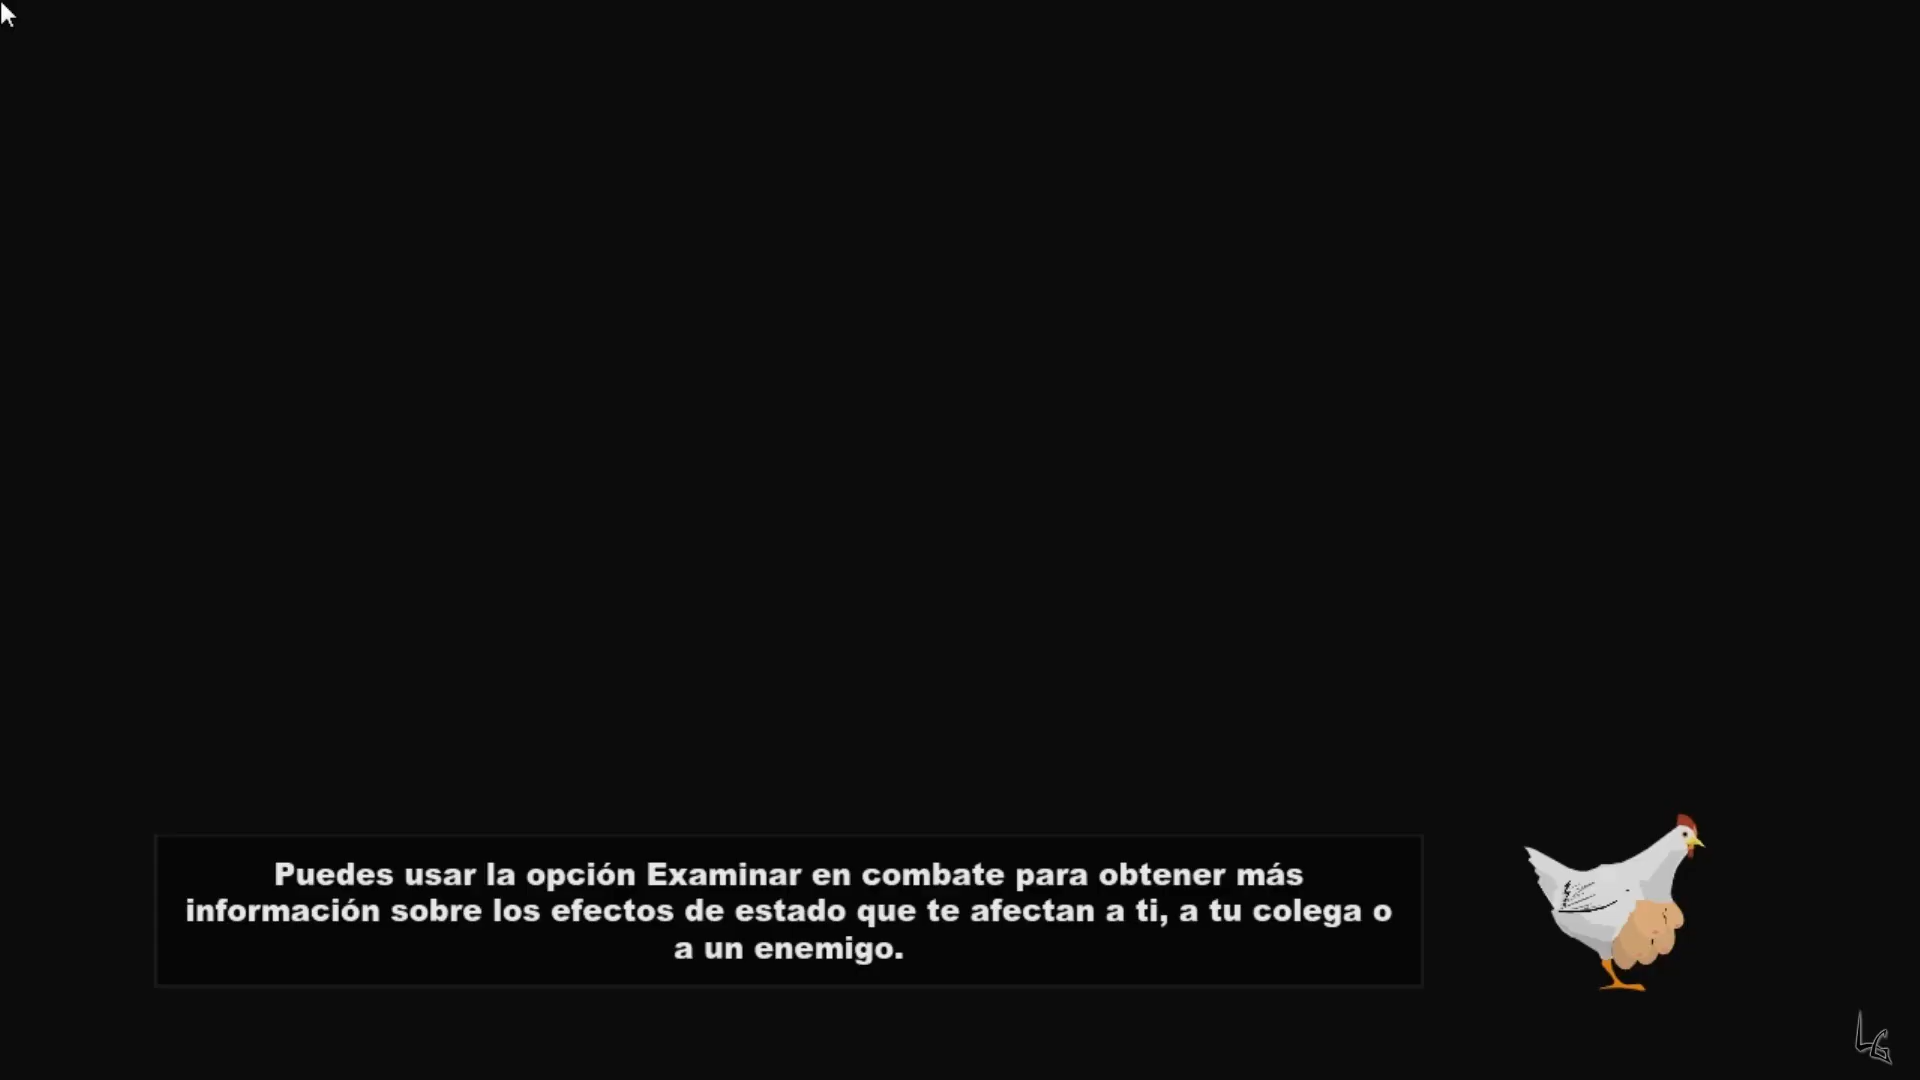 Puedes usar la opción Examinar en combate para obtener más
información sobre los efectos de estado que te afectan a ti, a tu colega o
a un enemigo.
LG